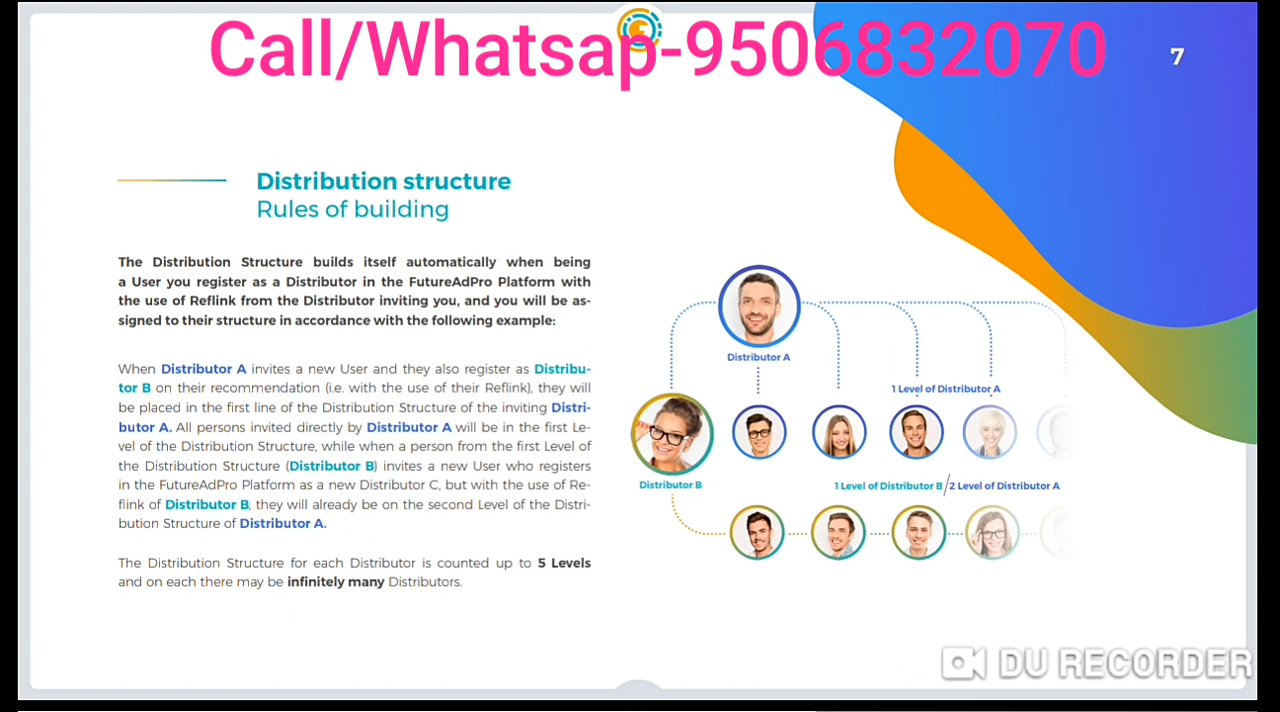 Call/Whatsap-9506832070
7
Distribution structure
Rules of building
The Distribution Structure builds itself automatically when being
a User you register as a Distributor in the FutureAdPro Platform with
the use of Reflink from the Distributor inviting you, and you will be as-
signed to their structure in accordance with the following example:
When Distributor A invites a new User and they also register as Distribu-
tor B on their recommendation (i.e. with the use of their Reflink), they will
be placed in the first line of the Distribution Structure of the inviting Distri-
butor A. All persons invited directly by Distributor A will be in the first Le-
vel of the Distribution Structure, while when a person from the first Level of
the Distribution Structure (Distributor B) invites a new User who registers
in the FutureAdPro Platform as a new Distributor C, but with the use of Re-
flink of Distributor B, they will already be on the second Level of the Distri-
bution Structure of Distributor A.
The Distribution Structure for each Distributor is counted up to 5 Levels
and on each there may be infinitely many Distributors.
Distributor A
1 Level of Distributor A
Distributor B
1 Level of Distributor B/2 Level of Distributor A
DU RECORDER